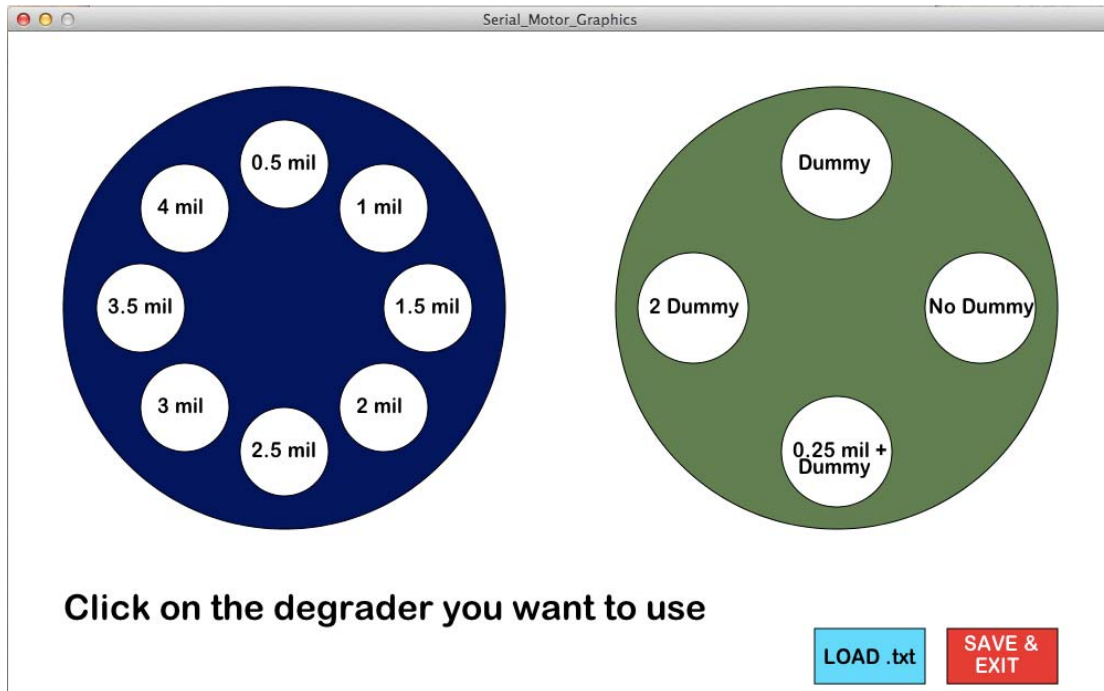 Serial_Motor_Graphics
0.5 mil
1 mil
1.5 mil
2 mil
2.5 mil
3 mil
3.5 mil
4 mil
Dummy
No Dummy
0.25 mil +
Dummy
2 Dummy
Click on the degrader you want to use
LOAD .txt
SAVE &
EXIT